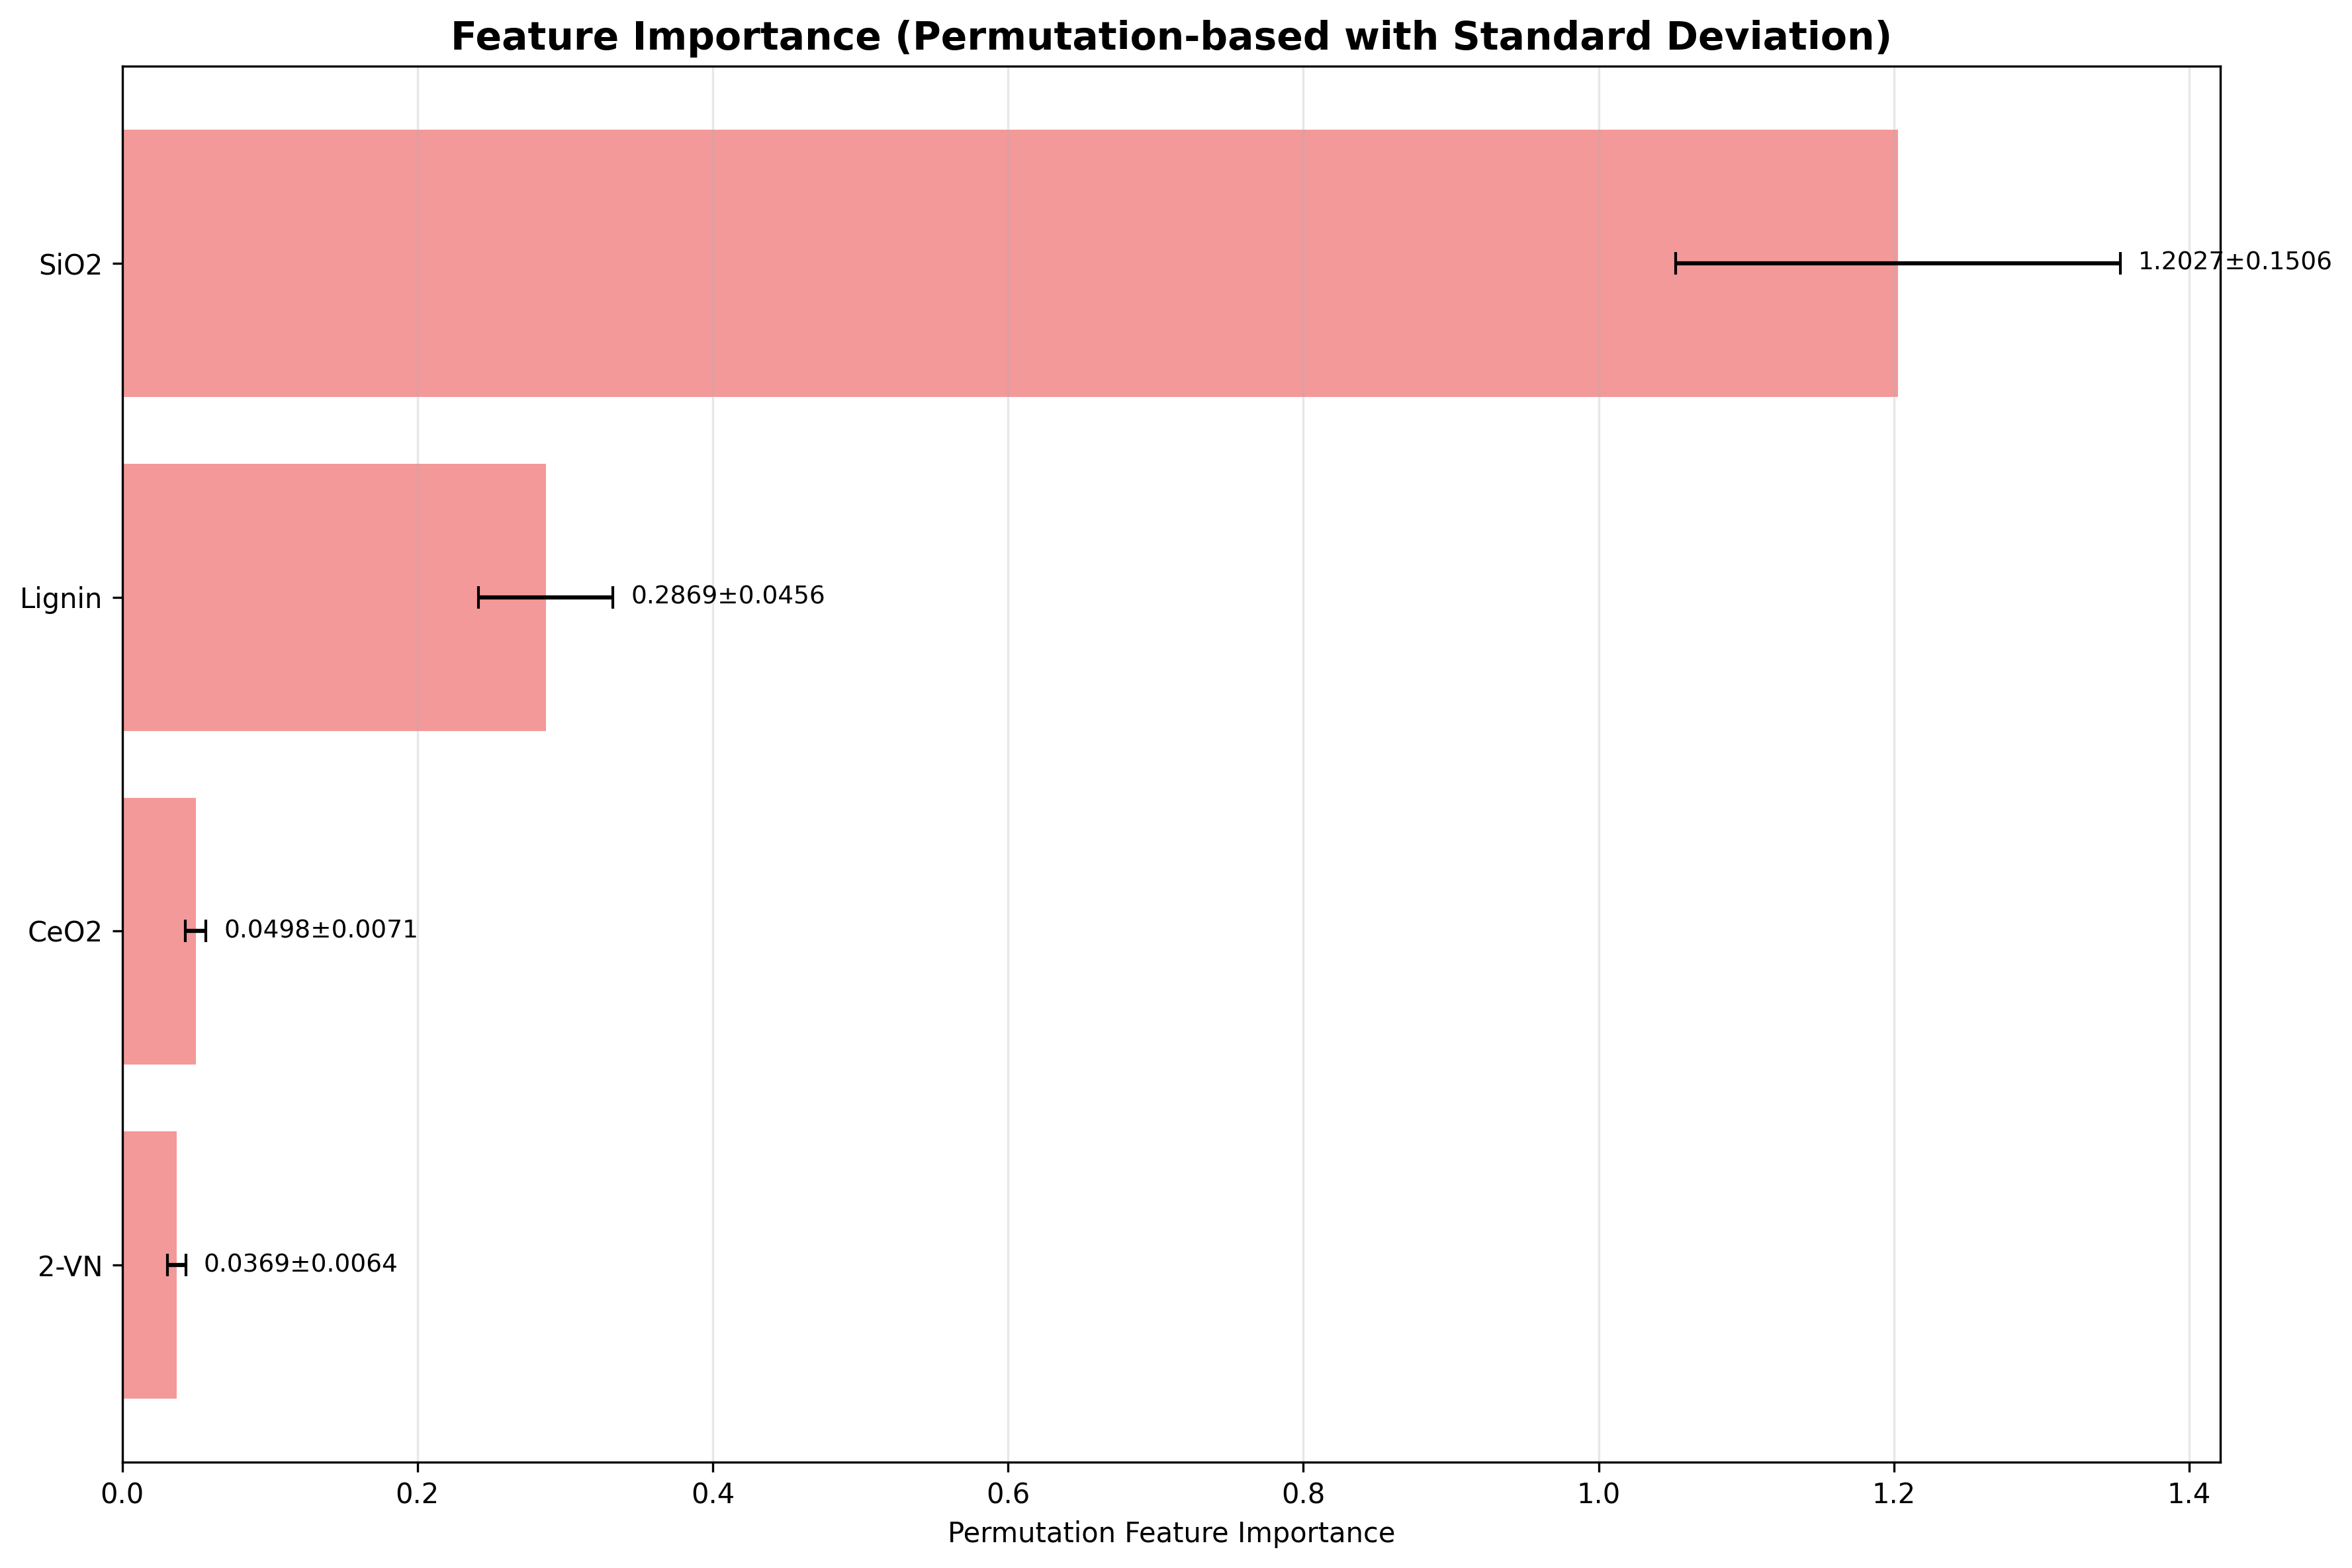 Feature Importance (Permutation-based with Standard Deviation)
SiO2
1.2027±0.1506
Lignin
0.2869±0.0456
CeO2
0.0498±0.0071
2-VN
0.0369±0.0064
0.0 0.2 0.4 0.6 0.8 1.0 1.2 1.4
Permutation Feature Importance